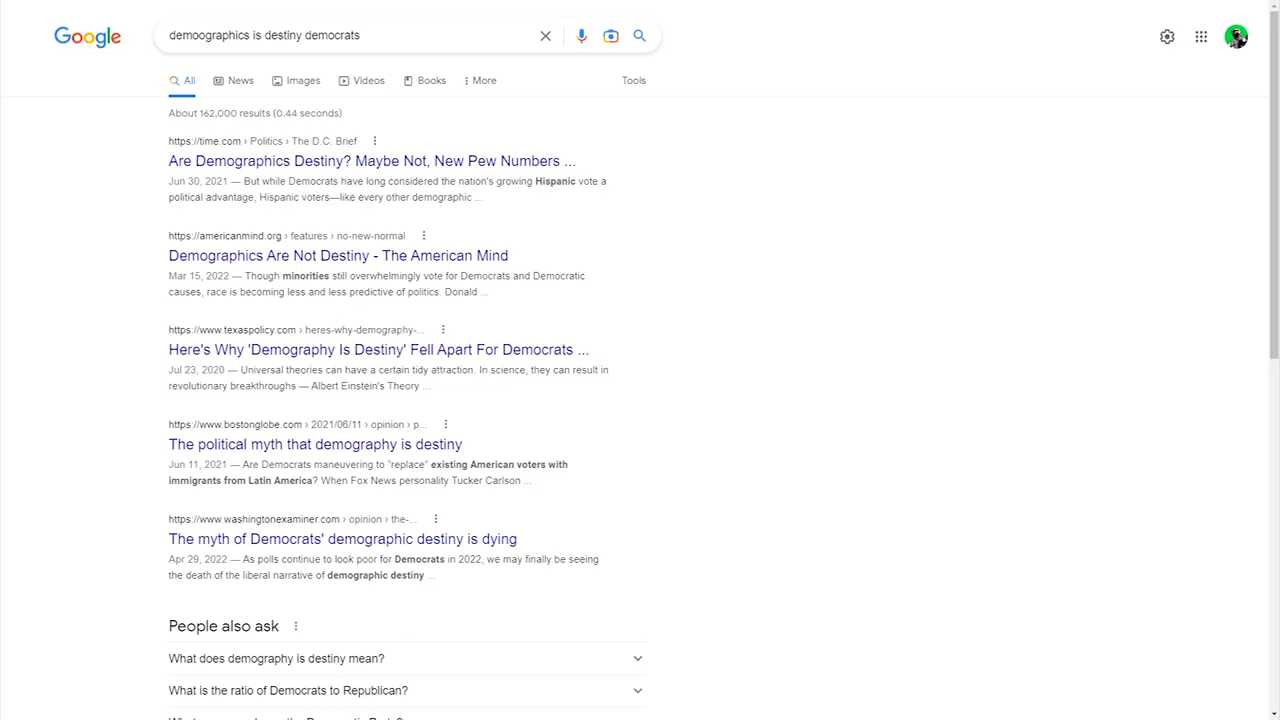 Google
demoographics is destiny democrats
All News Images Videos Books More Tools
About 162,000 results (0.44 seconds)
https://time.com › Politics › The D.C. Brief
Are Demographics Destiny? Maybe Not, New Pew Numbers ...
Jun 30, 2021 — But while Democrats have long considered the nation's growing Hispanic vote a
political advantage, Hispanic voters—like every other demographic ...
https://americanmind.org › features › no-new-normal
Demographics Are Not Destiny - The American Mind
Mar 15, 2022 — Though minorities still overwhelmingly vote for Democrats and Democratic
causes, race is becoming less and less predictive of politics. Donald ...
https://www.texaspolicy.com › heres-why-demography-...
Here's Why 'Demography Is Destiny' Fell Apart For Democrats ...
Jul 23, 2020 — Universal theories can have a certain tidy attraction. In science, they can result in
revolutionary breakthroughs — Albert Einstein's Theory ...
https://www.bostonglobe.com › 2021/06/11 › opinion › p...
The political myth that demography is destiny
Jun 11, 2021 — Are Democrats maneuvering to "replace" existing American voters with
immigrants from Latin America? When Fox News personality Tucker Carlson ...
https://www.washingtonexaminer.com › opinion › the-...
The myth of Democrats' demographic destiny is dying
Apr 29, 2022 — As polls continue to look poor for Democrats in 2022, we may finally be seeing
the death of the liberal narrative of demographic destiny ...
People also ask
What does demography is destiny mean?
What is the ratio of Democrats to Republican?